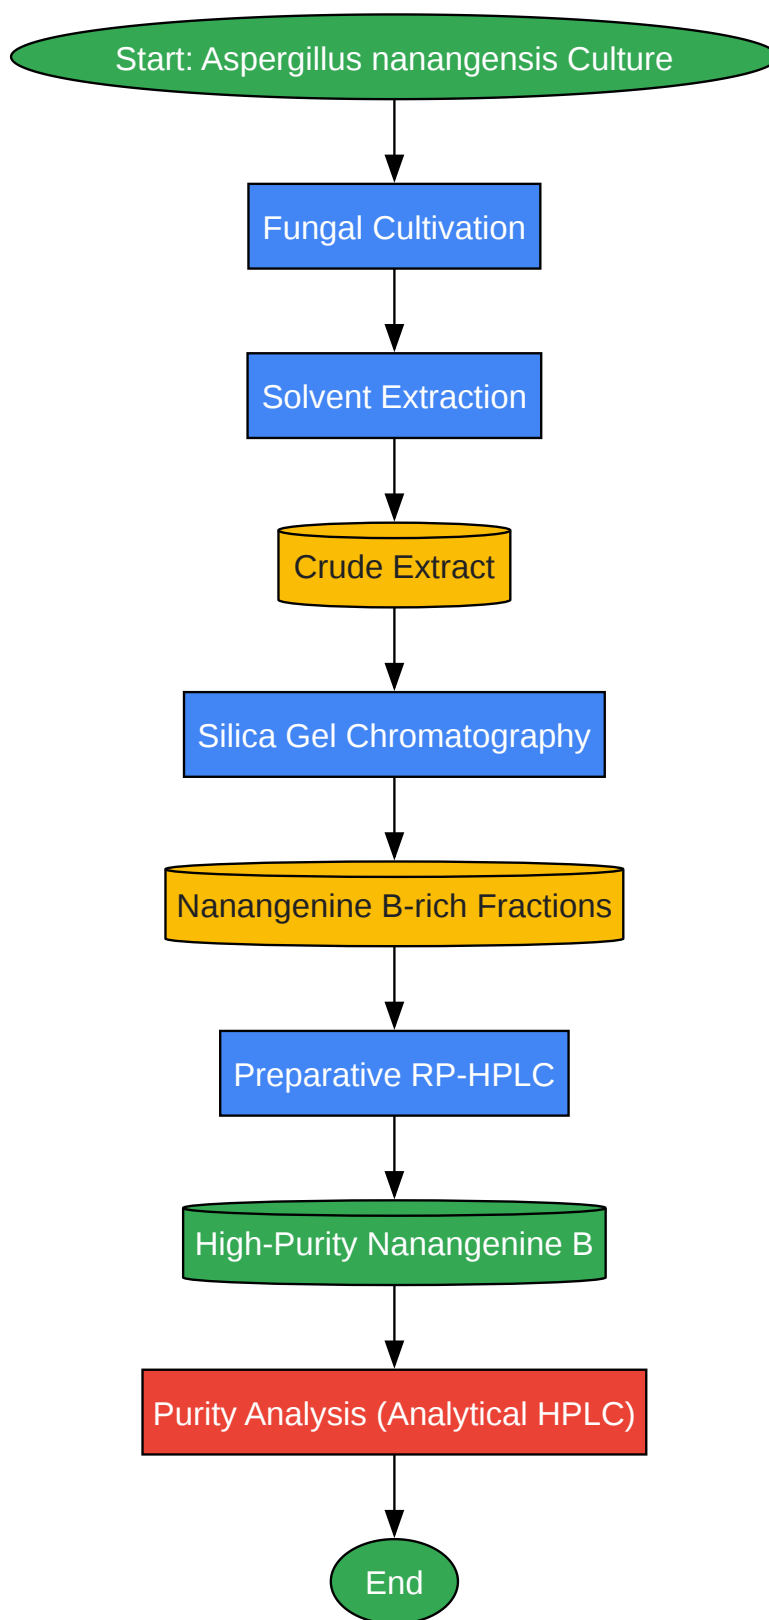 Start: Aspergillus nanangensis Culture
Fungal Cultivation
Solvent Extraction
Crude Extract
Silica Gel Chromatography
Nanangenine B-rich Fractions
Preparative RP-HPLC
High-Purity Nanangenine B
Purity Analysis (Analytical HPLC)
End